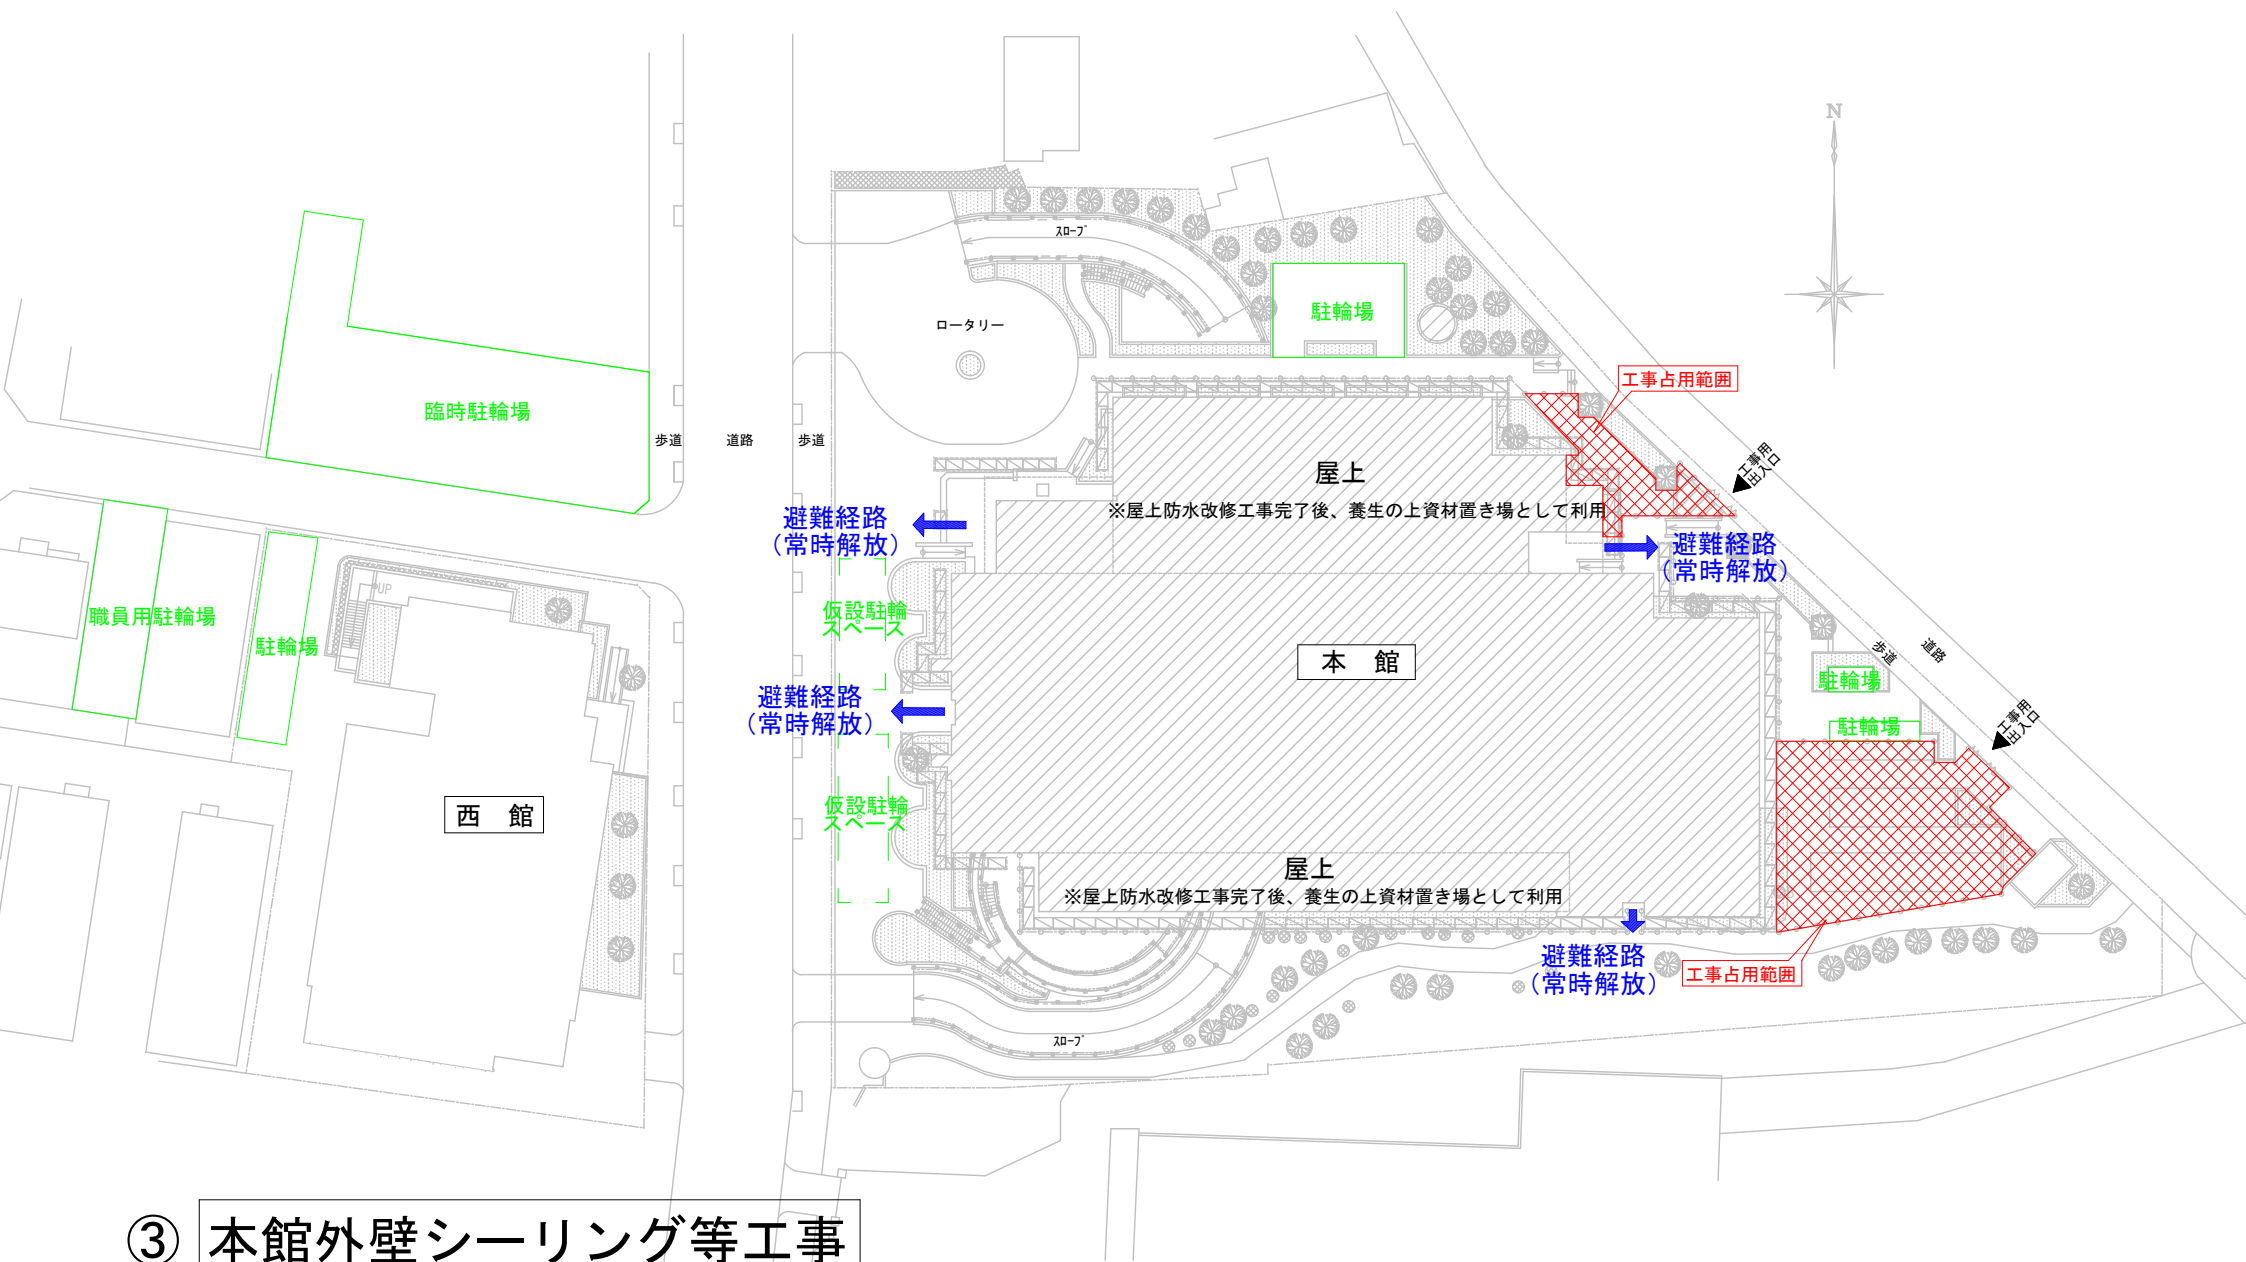 N
スロープ
ロータリー
駐輪場
工事占用範囲
臨時駐輪場
歩道
道路
歩道
工事用
出入口
屋上
※屋上防水改修工事完了後、養生の上資材置き場として利用
避難経路
(常時解放)
避難経路
(常時解放)
UP
職員用駐輪場
駐輪場
仮設駐輪
スペース
本 館
歩道
道路
駐輪場
駐輪場
避難経路
(常時解放)
工事用
出入口
西 館
仮設駐輪
スペース
屋上
※屋上防水改修工事完了後、養生の上資材置き場として利用
避難経路
(常時解放)
工事占用範囲
スロープ
③ 本館外壁シーリング等工事